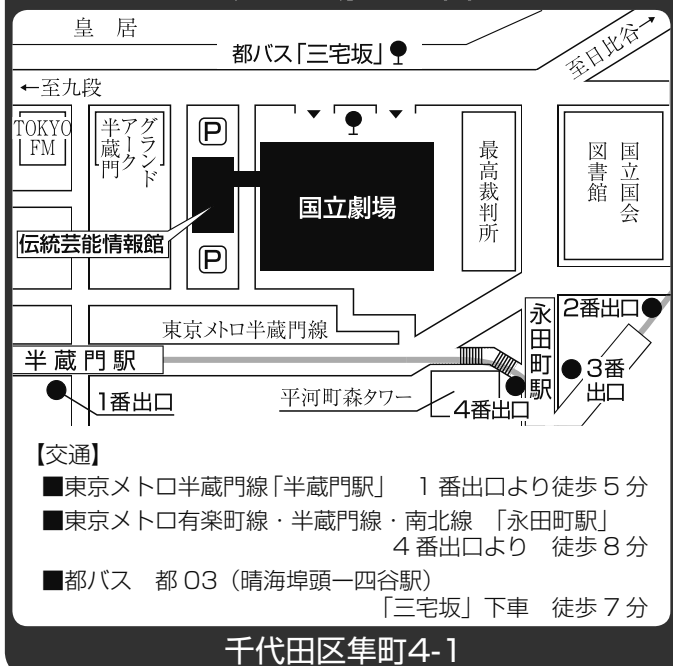 皇 居
都バス「三宅坂」
至日比谷→
←至九段
TOKYO
FM
グランド
アーク
半蔵門
P
国立劇場
最高裁判所
国立国会
図書館
伝統芸能情報館
P
東京メトロ半蔵門線
半蔵門駅
永田町駅
2番出口
3番
出口
1番出口
平河町森タワー
4番出口
【交通】
■東京メトロ半蔵門線「半蔵門駅」 1番出口より徒歩5分
■東京メトロ有楽町線・半蔵門線・南北線 「永田町駅」
4番出口より 徒歩8分
■都バス 都03（晴海埠頭ー四谷駅）
「三宅坂」下車 徒歩7分
千代田区隼町4-1